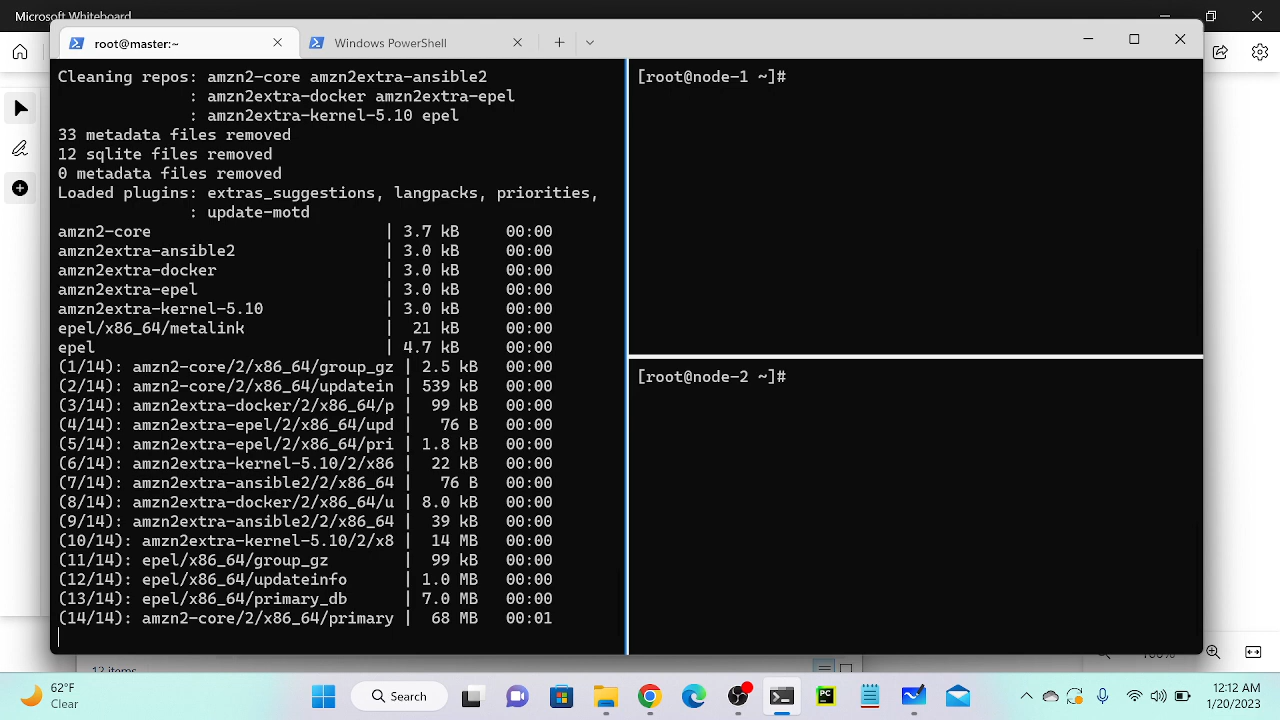 Microsoft Whiteboard
root@master:~
Windows PowerShell
Cleaning repos: amzn2-core amzn2extra-ansible2
: amzn2extra-docker amzn2extra-epel
: amzn2extra-kernel-5.10 epel
33 metadata files removed
12 sqlite files removed
0 metadata files removed
Loaded plugins: extras_suggestions, langpacks, priorities,
: update-motd
amzn2-core | 3.7 kB 00:00
amzn2extra-ansible2 | 3.0 kB 00:00
amzn2extra-docker | 3.0 kB 00:00
amzn2extra-epel | 3.0 kB 00:00
amzn2extra-kernel-5.10 | 3.0 kB 00:00
epel/x86_64/metalink | 21 kB 00:00
epel | 4.7 kB 00:00
(1/14): amzn2-core/2/x86_64/group_gz | 2.5 kB 00:00
(2/14): amzn2-core/2/x86_64/updatein | 539 kB 00:00
(3/14): amzn2extra-docker/2/x86_64/p | 99 kB 00:00
(4/14): amzn2extra-epel/2/x86_64/upd | 76 B 00:00
(5/14): amzn2extra-epel/2/x86_64/pri | 1.8 kB 00:00
(6/14): amzn2extra-kernel-5.10/2/x86 | 22 kB 00:00
(7/14): amzn2extra-ansible2/2/x86_64 | 76 B 00:00
(8/14): amzn2extra-docker/2/x86_64/u | 8.0 kB 00:00
(9/14): amzn2extra-ansible2/2/x86_64 | 39 kB 00:00
(10/14): amzn2extra-kernel-5.10/2/x8 | 14 MB 00:00
(11/14): epel/x86_64/group_gz | 99 kB 00:00
(12/14): epel/x86_64/updateinfo | 1.0 MB 00:00
(13/14): epel/x86_64/primary_db | 7.0 MB 00:00
(14/14): amzn2-core/2/x86_64/primary | 68 MB 00:01
[root@node-1 ~]#
[root@node-2 ~]#
12 items
100%
62°F
Clear
Search
PC
12:12 AM
1/20/2023